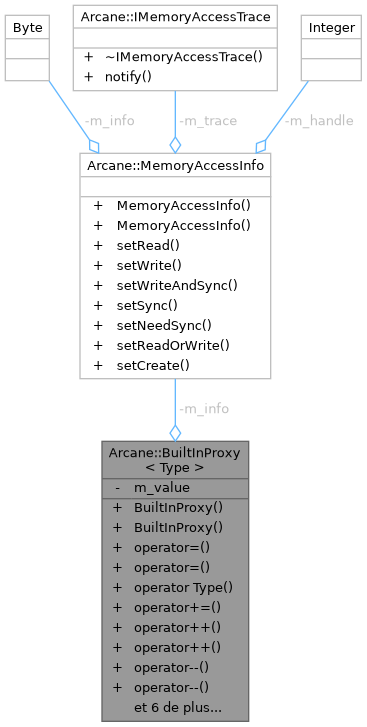 Byte
Arcane::IMemoryAccessTrace
+ ~IMemoryAccessTrace()
+ notify()
Integer
-m_info
-m_trace
-m_handle
Arcane::MemoryAccessInfo
+ MemoryAccessInfo()
+ MemoryAccessInfo()
+ setRead()
+ setWrite()
+ setWriteAndSync()
+ setSync()
+ setNeedSync()
+ setReadOrWrite()
+ setCreate()
-m_info
Arcane::BuiltInProxy
< Type >
- m_value
+ BuiltInProxy()
+ BuiltInProxy()
+ operator=()
+ operator=()
+ operator Type()
+ operator+=()
+ operator++()
+ operator++()
+ operator--()
+ operator--()
et 6 de plus...